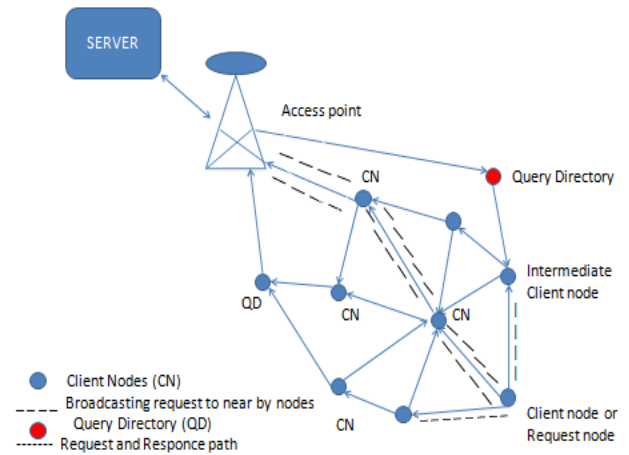 SERVER
Access point
CN
Query Directory
Intermediate
Client node
QD
CN
CN
Client Nodes (CN)
Broadcasting request to near by nodes
Query Directory (QD)
Request and Responce path
CN
Client node or
Request node